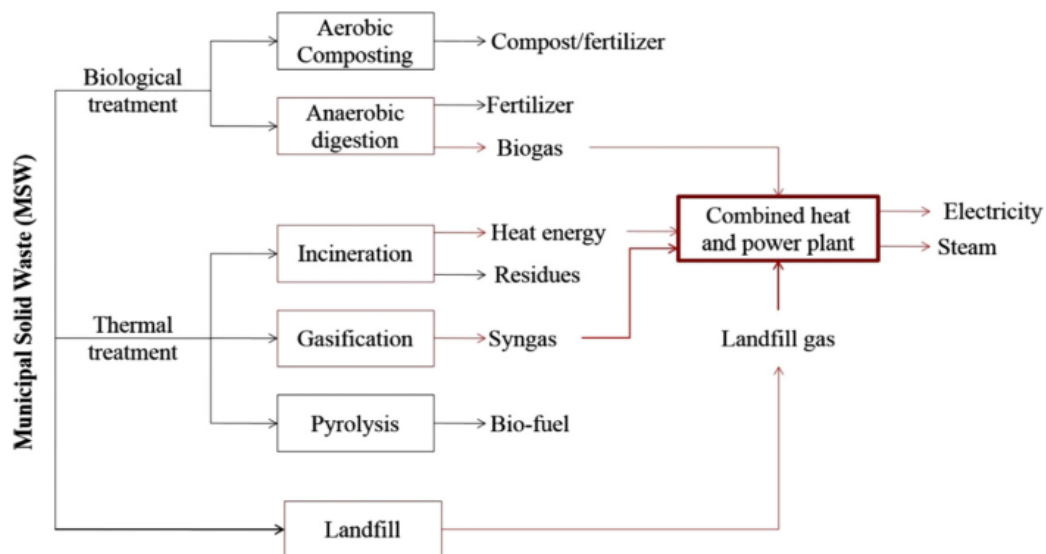 Municipal Solid Waste (MSW)
Biological
treatment
Aerobic
Composting
Compost/fertilizer
Anaerobic
digestion
Fertilizer
Biogas
Thermal
treatment
Incineration
Heat energy
Residues
Gasification
Syngas
Pyrolysis
Bio-fuel
Landfill
Landfill gas
Combined heat
and power plant
Electricity
Steam